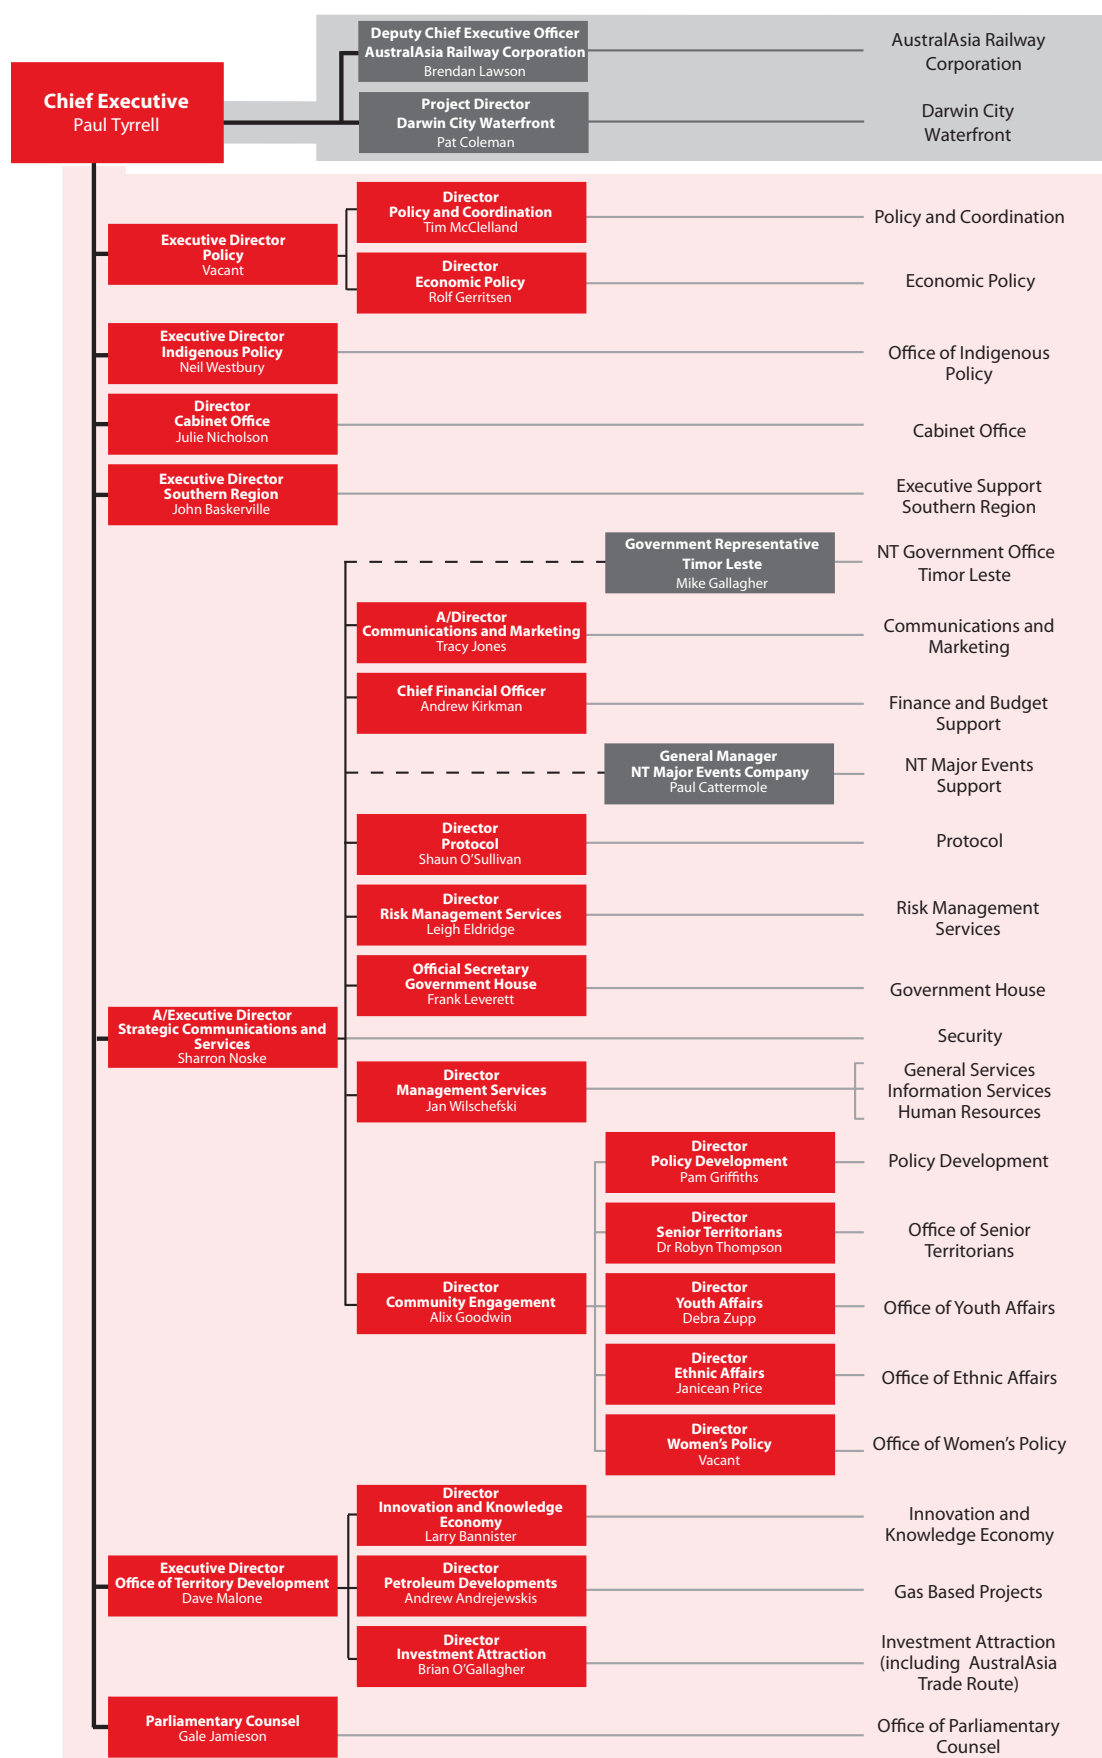 Chief Executive
Paul Tyrrell
Deputy Chief Executive Officer
AustralAsia Railway Corporation
Brendan Lawson
AustralAsia Railway
Corporation
Project Director
Darwin City Waterfront
Pat Coleman
Darwin City
Waterfront
Executive Director
Policy
Vacant
Director
Policy and Coordination
Tim McClelland
Policy and Coordination
Director
Economic Policy
Rolf Gerritsen
Economic Policy
Executive Director
Indigenous Policy
Neil Westbury
Office of Indigenous
Policy
Director
Cabinet Office
Julie Nicholson
Cabinet Office
Executive Director
Southern Region
John Baskerville
Executive Support
Southern Region
A/Executive Director
Strategic Communications and
Services
Sharron Noske
Government Representative
Timor Leste
Mike Gallagher
NT Government Office
Timor Leste
A/Director
Communications and Marketing
Tracy Jones
Communications and
Marketing
Chief Financial Officer
Andrew Kirkman
Finance and Budget
Support
General Manager
NT Major Events Company
Paul Cattermole
NT Major Events
Support
Director
Protocol
Shaun O’Sullivan
Protocol
Director
Risk Management Services
Leigh Eldridge
Risk Management
Services
Official Secretary
Government House
Frank Leverett
Government House
Security
Director
Management Services
Jan Wilschefski
General Services
Information Services
Human Resources
Director
Community Engagement
Alix Goodwin
Director
Policy Development
Pam Griffiths
Policy Development
Director
Senior Territorians
Dr Robyn Thompson
Office of Senior
Territorians
Director
Youth Affairs
Debra Zupp
Office of Youth Affairs
Director
Ethnic Affairs
Janicean Price
Office of Ethnic Affairs
Director
Women’s Policy
Vacant
Office of Women’s Policy
Executive Director
Office of Territory Development
Dave Malone
Director
Innovation and Knowledge
Economy
Larry Bannister
Innovation and
Knowledge Economy
Director
Petroleum Developments
Andrew Andrejewskis
Gas Based Projects
Director
Investment Attraction
Brian O’Gallagher
Investment Attraction
(including AustralAsia
Trade Route)
Parliamentary Counsel
Gale Jamieson
Office of Parliamentary
Counsel